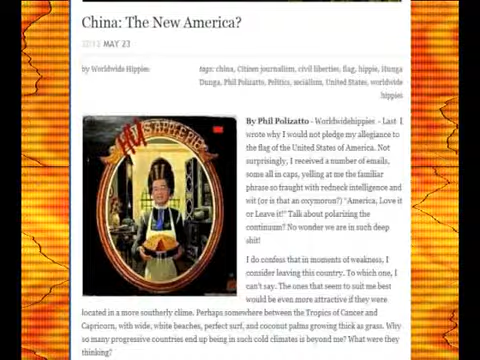 China: The New America?
2012 MAY 23
by Worldwide Hippies
tags: china, Citizen journalism, civil liberties, flag, hippie, Hunga
Dunga, Phil Polizatto, Politics, socialism, United States, worldwide
hippies
By Phil Polizatto - Worldwidehippies - Last I
wrote why I would not pledge my allegiance to
the flag of the United States of America. Not
surprisingly, I received a number of emails,
some all in caps, yelling at me the familiar
phrase so fraught with redneck intelligence and
wit (or is that an oxymoron?) "America, Love it
or Leave it!" Talk about polarizing the
continuum? No wonder we are in such deep
shit!
I do confess that in moments of weakness, I
consider leaving this country. To which one, I
can't say. The ones that seem to suit me best
would be even more attractive if they were
located in a more southerly clime. Perhaps somewhere between the Tropics of Cancer and
Capricorn, with wide, white beaches, perfect surf, and coconut palms growing thick as grass. Why
so many progressive countries end up being in such cold climates is beyond me? What were they
thinking?